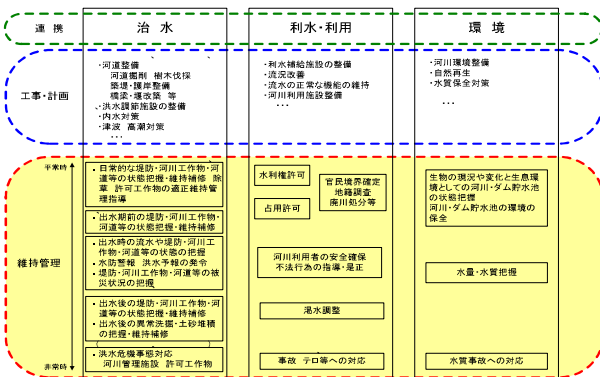 連 携
治 水
利水・利用
環 境
工事・計画
・河道整備
河道掘削 樹木伐採
築堤・護岸整備
橋梁・堰改築 等
・洪水調節施設の整備
・内水対策
・津波 高潮対策
・・・
・利水補給施設の整備
・流況改善
・流水の正常な機能の維持
・河川利用施設整備
・・・
・河川環境整備
・自然再生
・水質保全対策
・・・
平常時
維持管理
非常時
・日常的な堤防・河川工作物・河
道等の状態把握・維持補修 除
草 許可工作物の適正維持管
理指導
・出水期前の堤防・河川工作物・
河道等の状態把握・維持補修
・出水時の流水や堤防・河川工
作物・河道等の状態の把握
・水防警報 洪水予報の発令
・堤防・河川工作物・河道等の被
災状況の把握
・出水後の堤防・河川工作物・河
道等の状態把握・維持補修
・出水後の異常洗掘・土砂堆積
の把握・維持補修
・洪水危機事態対応
河川管理施設 許可工作物
水利権許可
占用許可
官民境界確定
地籍調査
廃川処分等
河川利用者の安全確保
不法行為の指導・是正
渇水調整
事故 テロ等への対応
生物の現況や変化と生息環
境としての河川・ダム貯水池
の状態把握
河川・ダム貯水池の環境の
保全
水量・水質把握
水質事故への対応